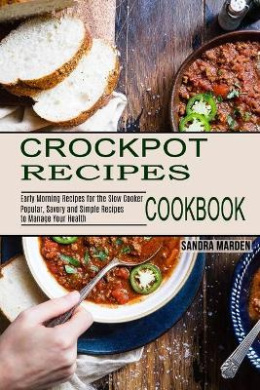 CROCKPOT
RECIPES
Early Morning Recipes for the Slow Cooker
Popular, Savory and Simple Recipes
to Manage Your Health
COOKBOOK
SANDRA MARDEN